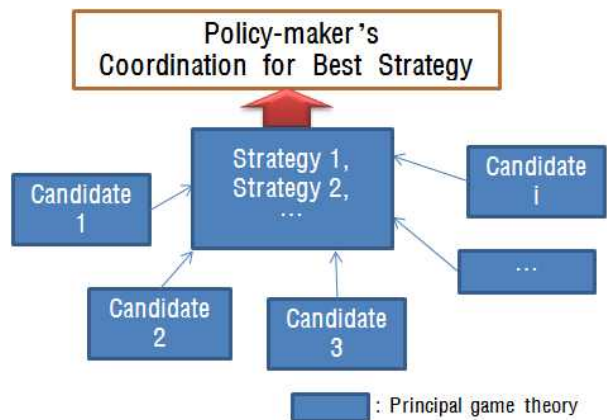 Policy-maker's
Coordination for Best Strategy
Strategy 1,
Strategy 2,
...
Candidate
1
Candidate
i
...
Candidate
2
Candidate
3
: Principal game theory